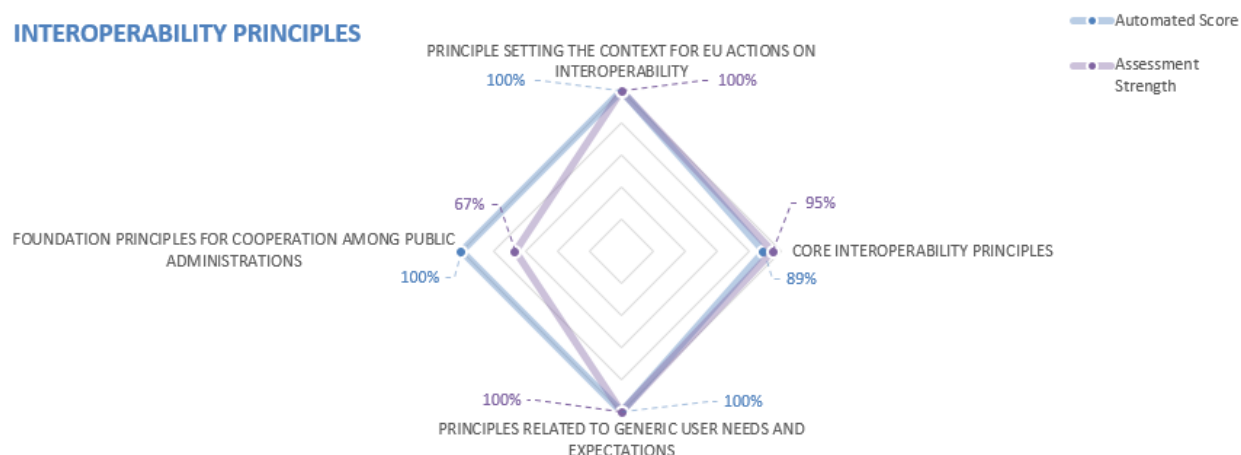 INTEROPERABILITY PRINCIPLES
Automated Score
Assessment
Strength
PRINCIPLE SETTING THE CONTEXT FOR EU ACTIONS ON
INTEROPERABILITY
100%
100%
67%
95%
FOUNDATION PRINCIPLES FOR COOPERATION AMONG PUBLIC
ADMINISTRATIONS
CORE INTEROPERABILITY PRINCIPLES
100%
89%
100%
100%
PRINCIPLES RELATED TO GENERIC USER NEEDS AND
EXPECTATIONS